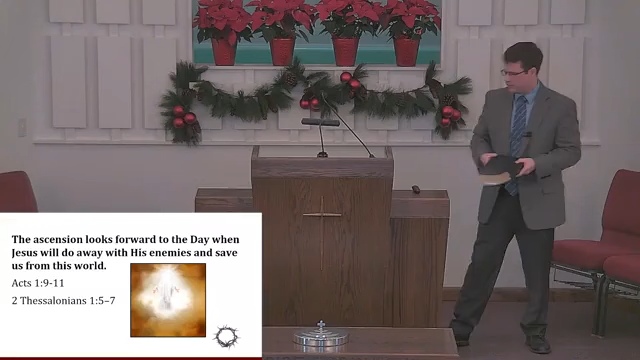 The ascension looks forward to the Day when
Jesus will do away with His enemies and save
us from this world.
Acts 1:9-11
2 Thessalonians 1:5–7